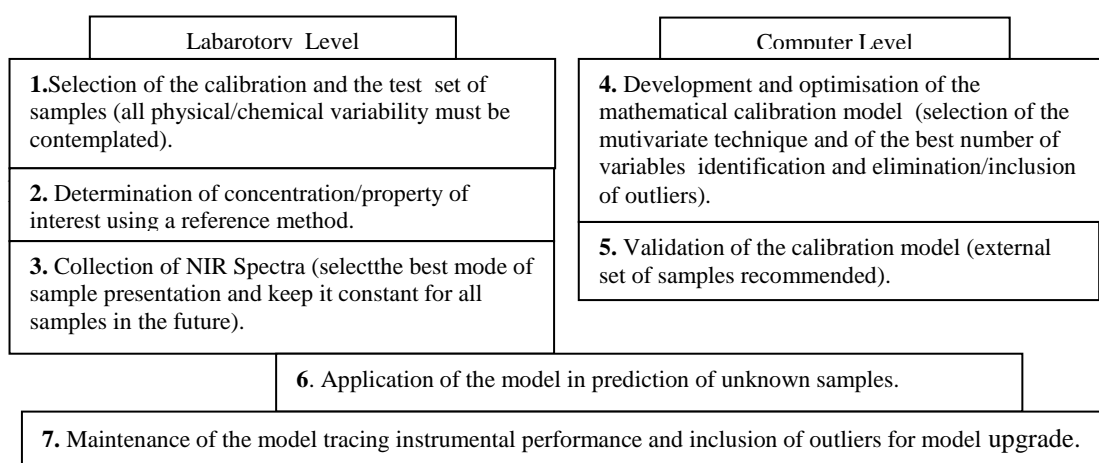 Labarotory Level
1.Selection of the calibration and the test set of
samples (all physical/chemical variability must be
contemplated).
2. Determination of concentration/property of
interest using a reference method.
3. Collection of NIR Spectra (selectthe best mode of
sample presentation and keep it constant for all
samples in the future).
Computer Level
4. Development and optimisation of the
mathematical calibration model (selection of the
mutivariate technique and of the best number of
variables identification and elimination/inclusion
of outliers).
5. Validation of the calibration model (external
set of samples recommended).
6. Application of the model in prediction of unknown samples.
7. Maintenance of the model tracing instrumental performance and inclusion of outliers for model upgrade.